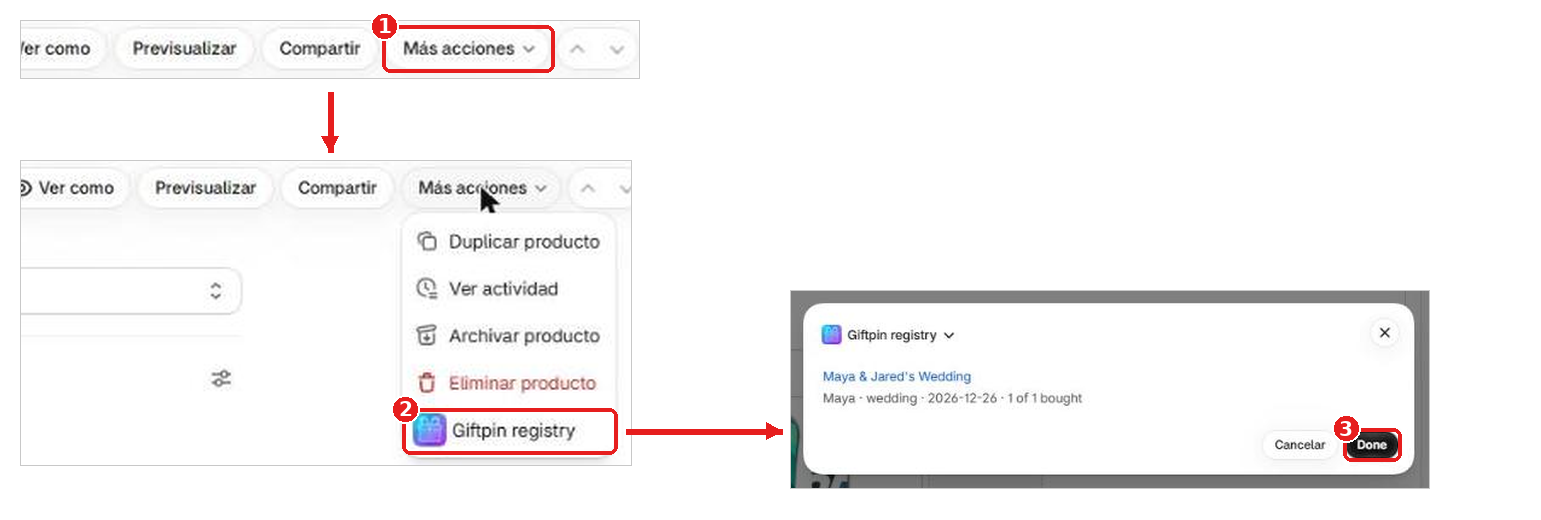 1
Ver como Previsualizar Compartir Más acciones
Ver como Previsualizar Compartir Más acciones
Duplicar producto
Ver actividad
Archivar producto
Eliminar producto
2
Giftpin registry
Giftpin registry
Maya & Jared's Wedding
Maya · wedding · 2026-12-26 · 1 of 1 bought
3
Cancelar Done